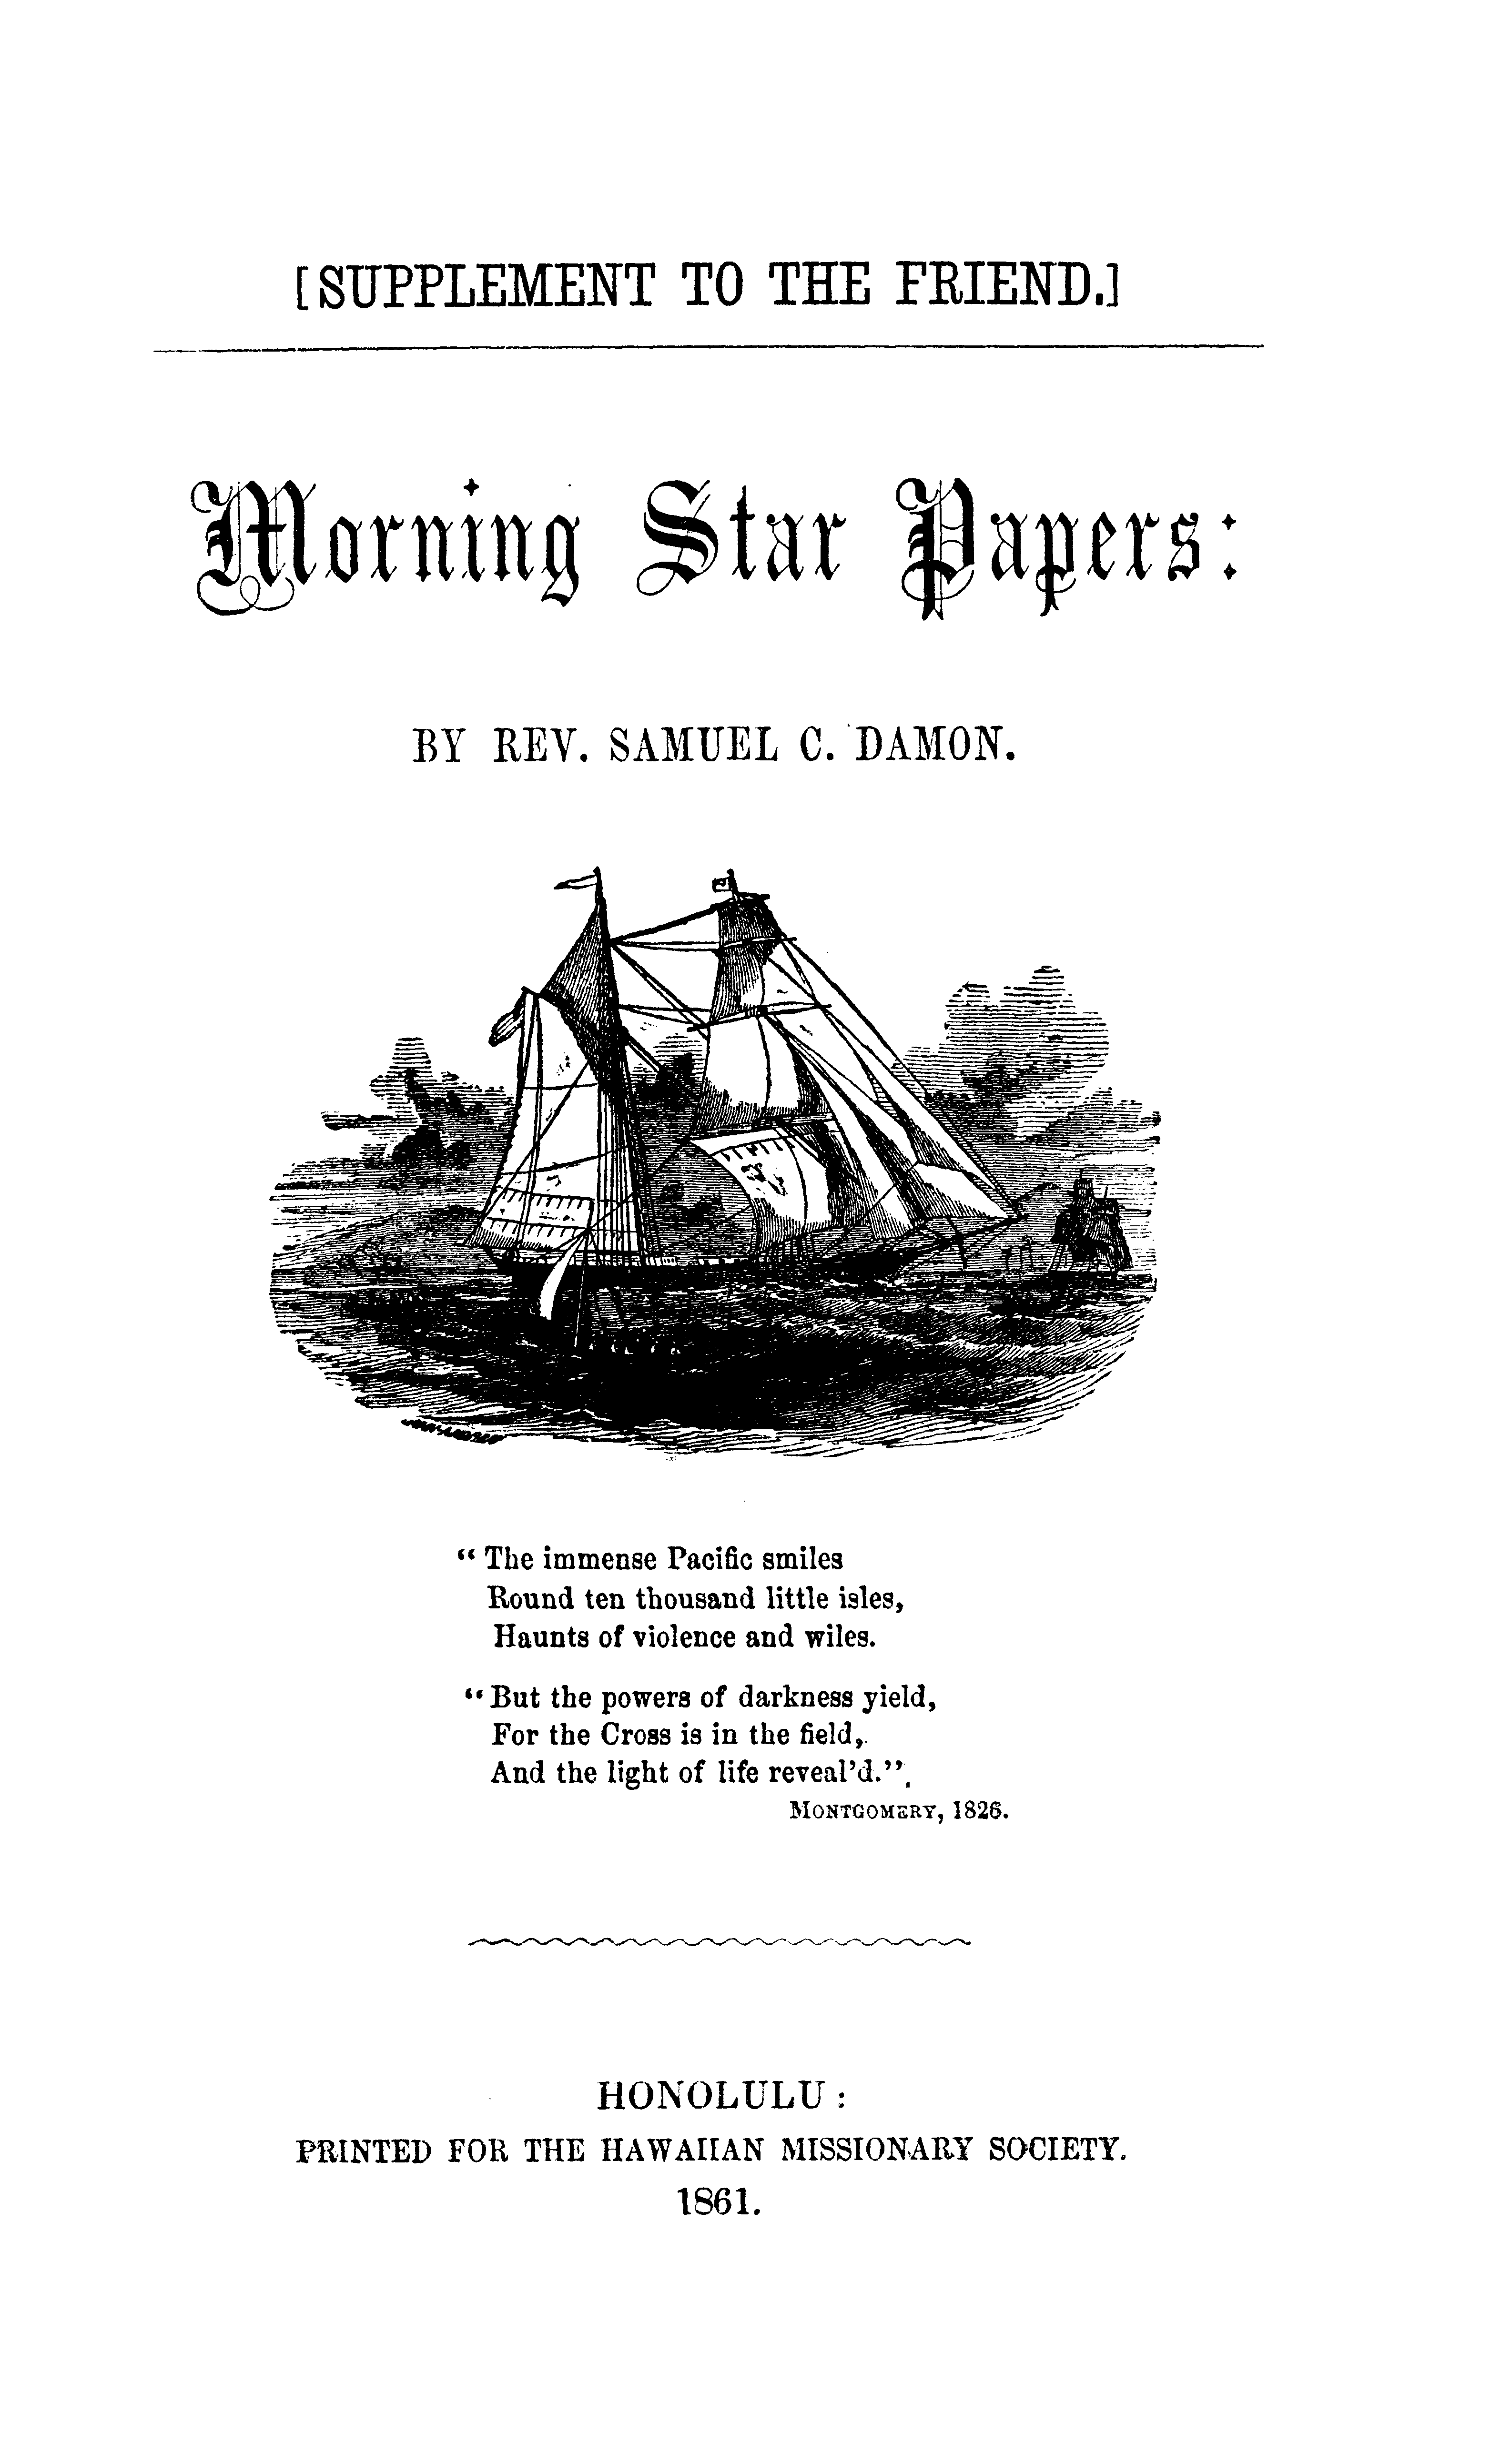 [SUPPLEMENT TO THE FRIEND.]
Morning Star Papers:
BY REV. SAMUEL C. DAMON.
“ The immense Pacific smiles
Round ten thousand little isles,
Haunts of violence and wiles.
“ But the powers of darkness yield,
For the Cross is in the field,
And the light of life reveal’d.”
MONTGOMERY, 1826.
HONOLULU :
PRINTED FOR THE HAWAIIAN MISSIONARY SOCIETY.
1861.